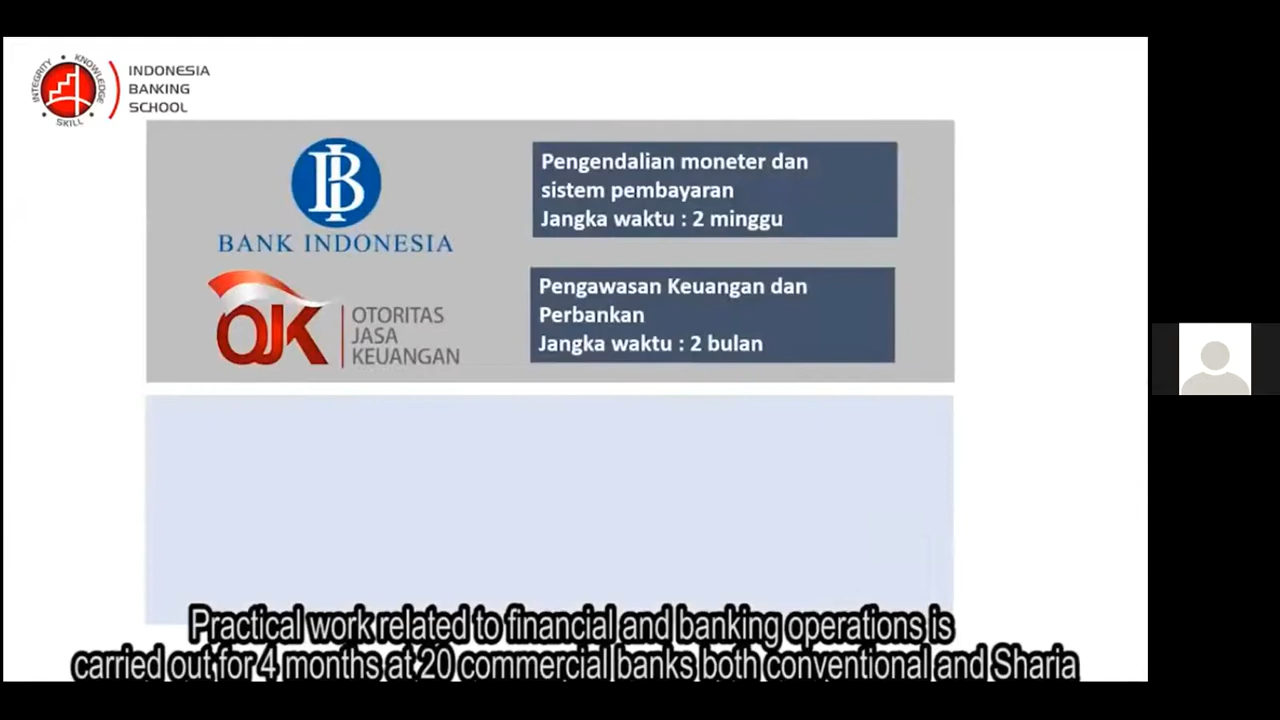 INTEGRITY • KNOWLEDGE • SKILL
INDONESIA
BANKING
SCHOOL
BANK INDONESIA
Pengendalian moneter dan
sistem pembayaran
Jangka waktu : 2 minggu
OJK
OTORITAS
JASA
KEUANGAN
Pengawasan Keuangan dan
Perbankan
Jangka waktu : 2 bulan
Practical work related to financial and banking operations is
carried out for 4 months at 20 commercial banks both conventional and Sharia